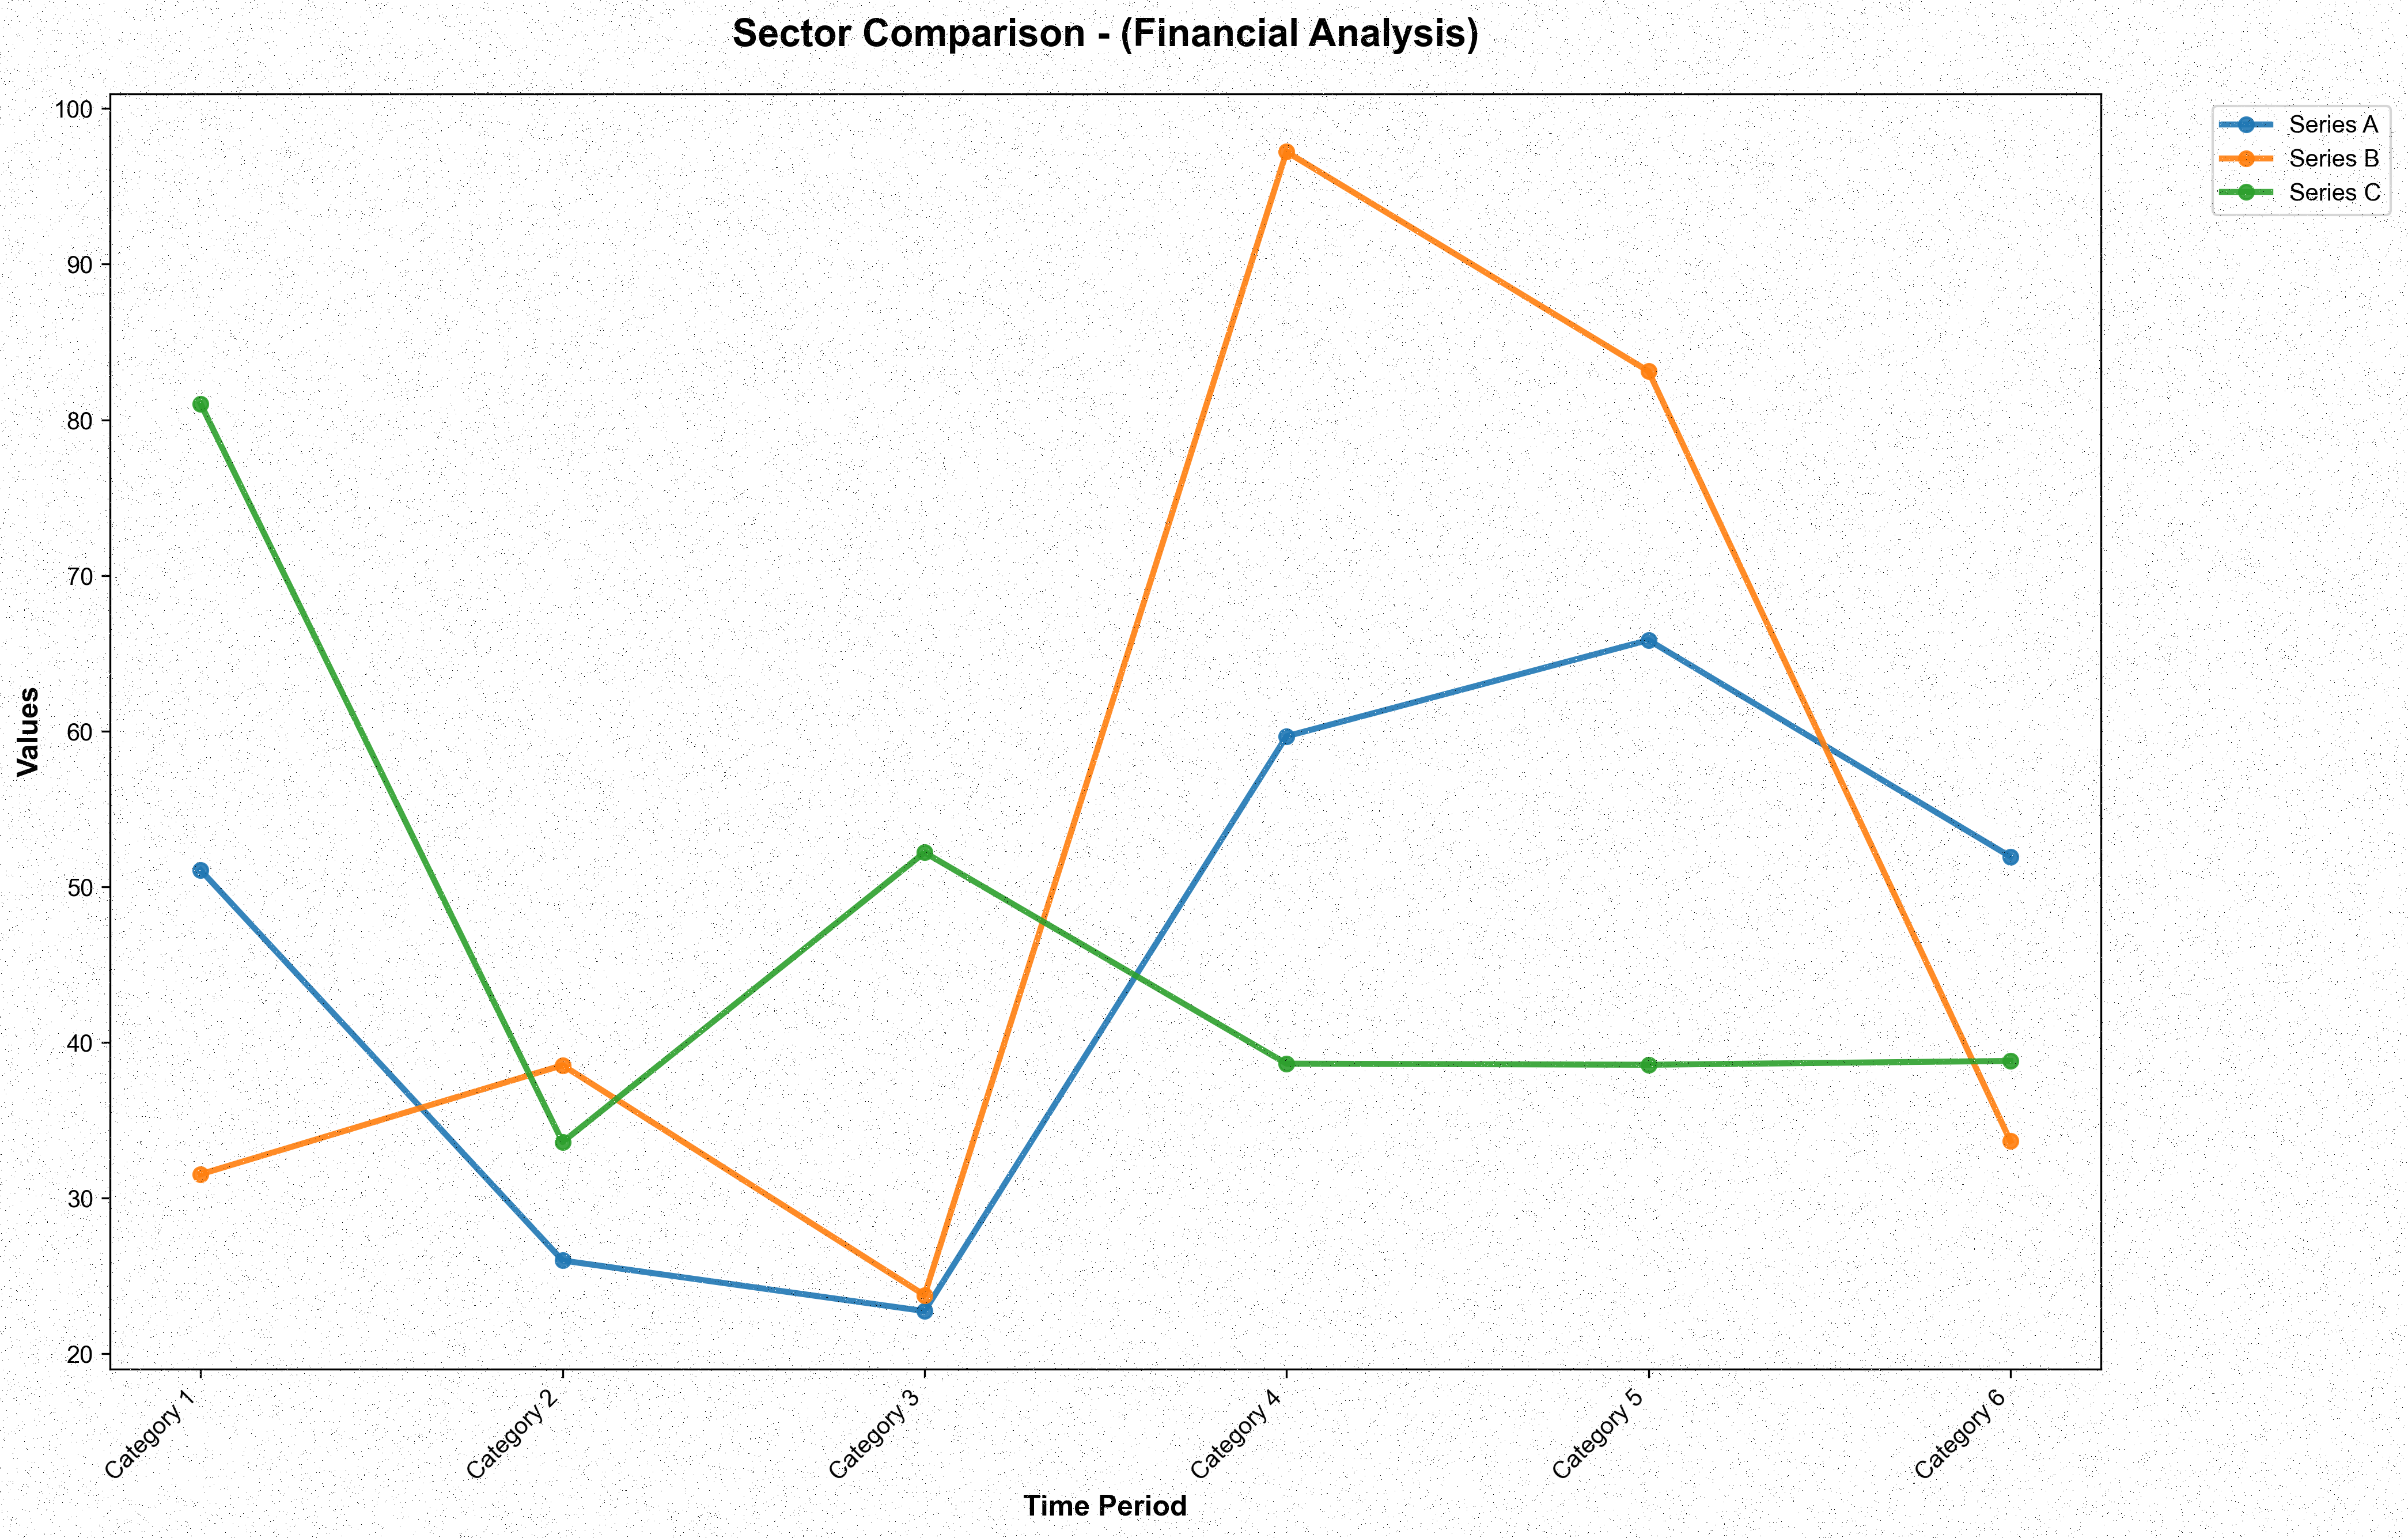 Sector Comparison - (Financial Analysis)
Series A
Series B
Series C
Values
100
90
80
70
60
50
40
30
20
Category 1
Category 2
Category 3
Category 4
Category 5
Category 6
Time Period